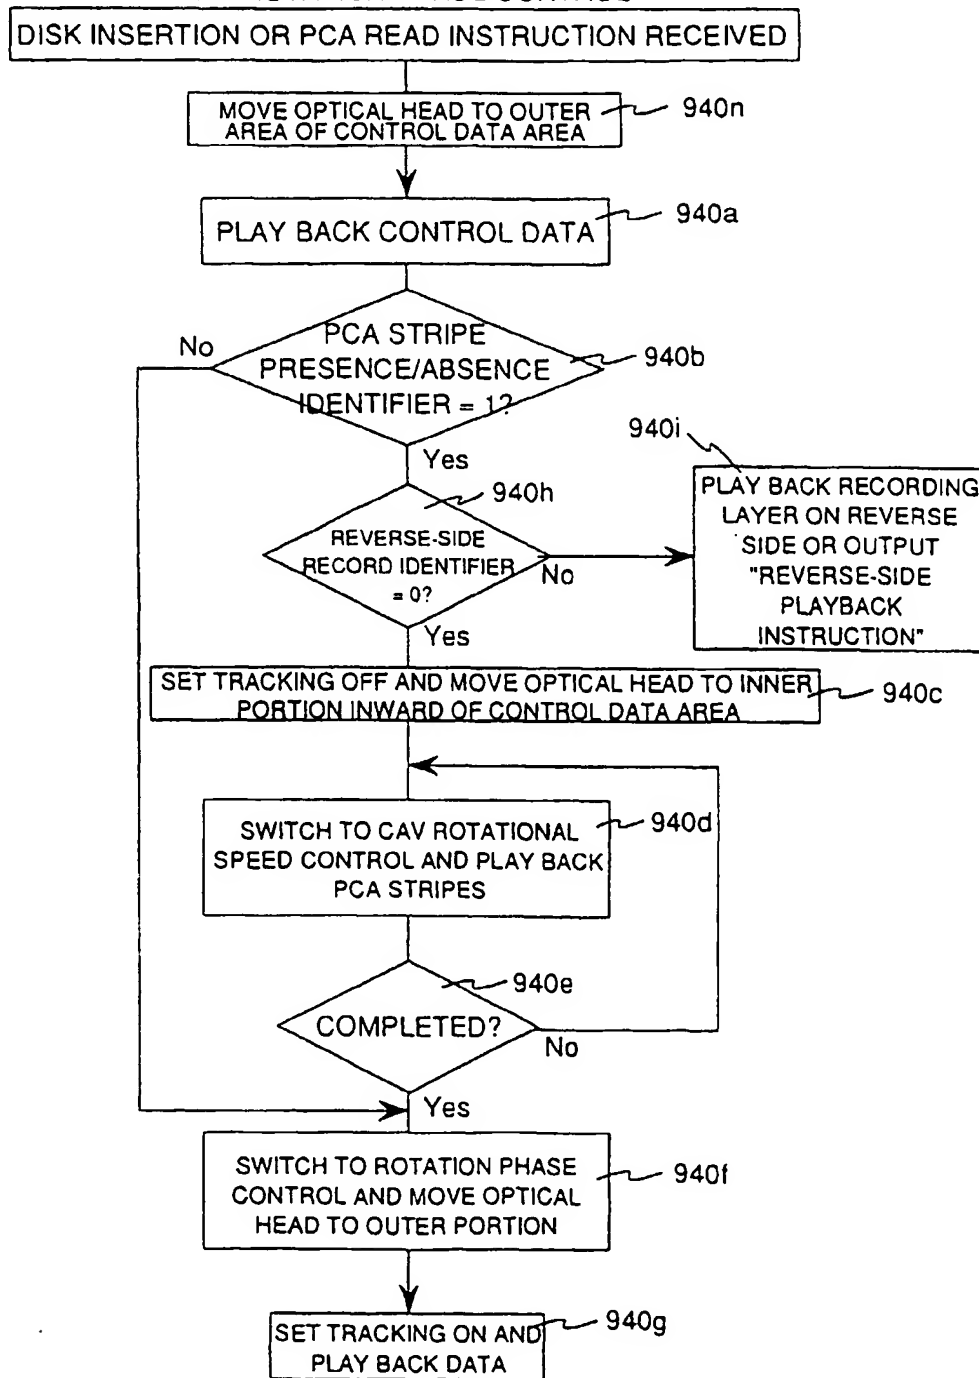 DISK INSERTION OR PCA READ INSTRUCTION RECEIVED
MOVE OPTICAL HEAD TO OUTER
AREA OF CONTROL DATA AREA
940n
PLAY BACK CONTROL DATA
940a
PCA STRIPE
PRESENCE/ABSENCE
IDENTIFIER = 1?
940b
No
Yes
REVERSE-SIDE
RECORD IDENTIFIER
= 0?
940h
No
Yes
940i
PLAY BACK RECORDING
LAYER ON REVERSE
SIDE OR OUTPUT
"REVERSE-SIDE
PLAYBACK
INSTRUCTION"
SET TRACKING OFF AND MOVE OPTICAL HEAD TO INNER
PORTION INWARD OF CONTROL DATA AREA
940c
SWITCH TO CAV ROTATIONAL
SPEED CONTROL AND PLAY BACK
PCA STRIPES
940d
COMPLETED?
940e
No
Yes
SWITCH TO ROTATION PHASE
CONTROL AND MOVE OPTICAL
HEAD TO OUTER PORTION
940f
SET TRACKING ON AND
PLAY BACK DATA
940g